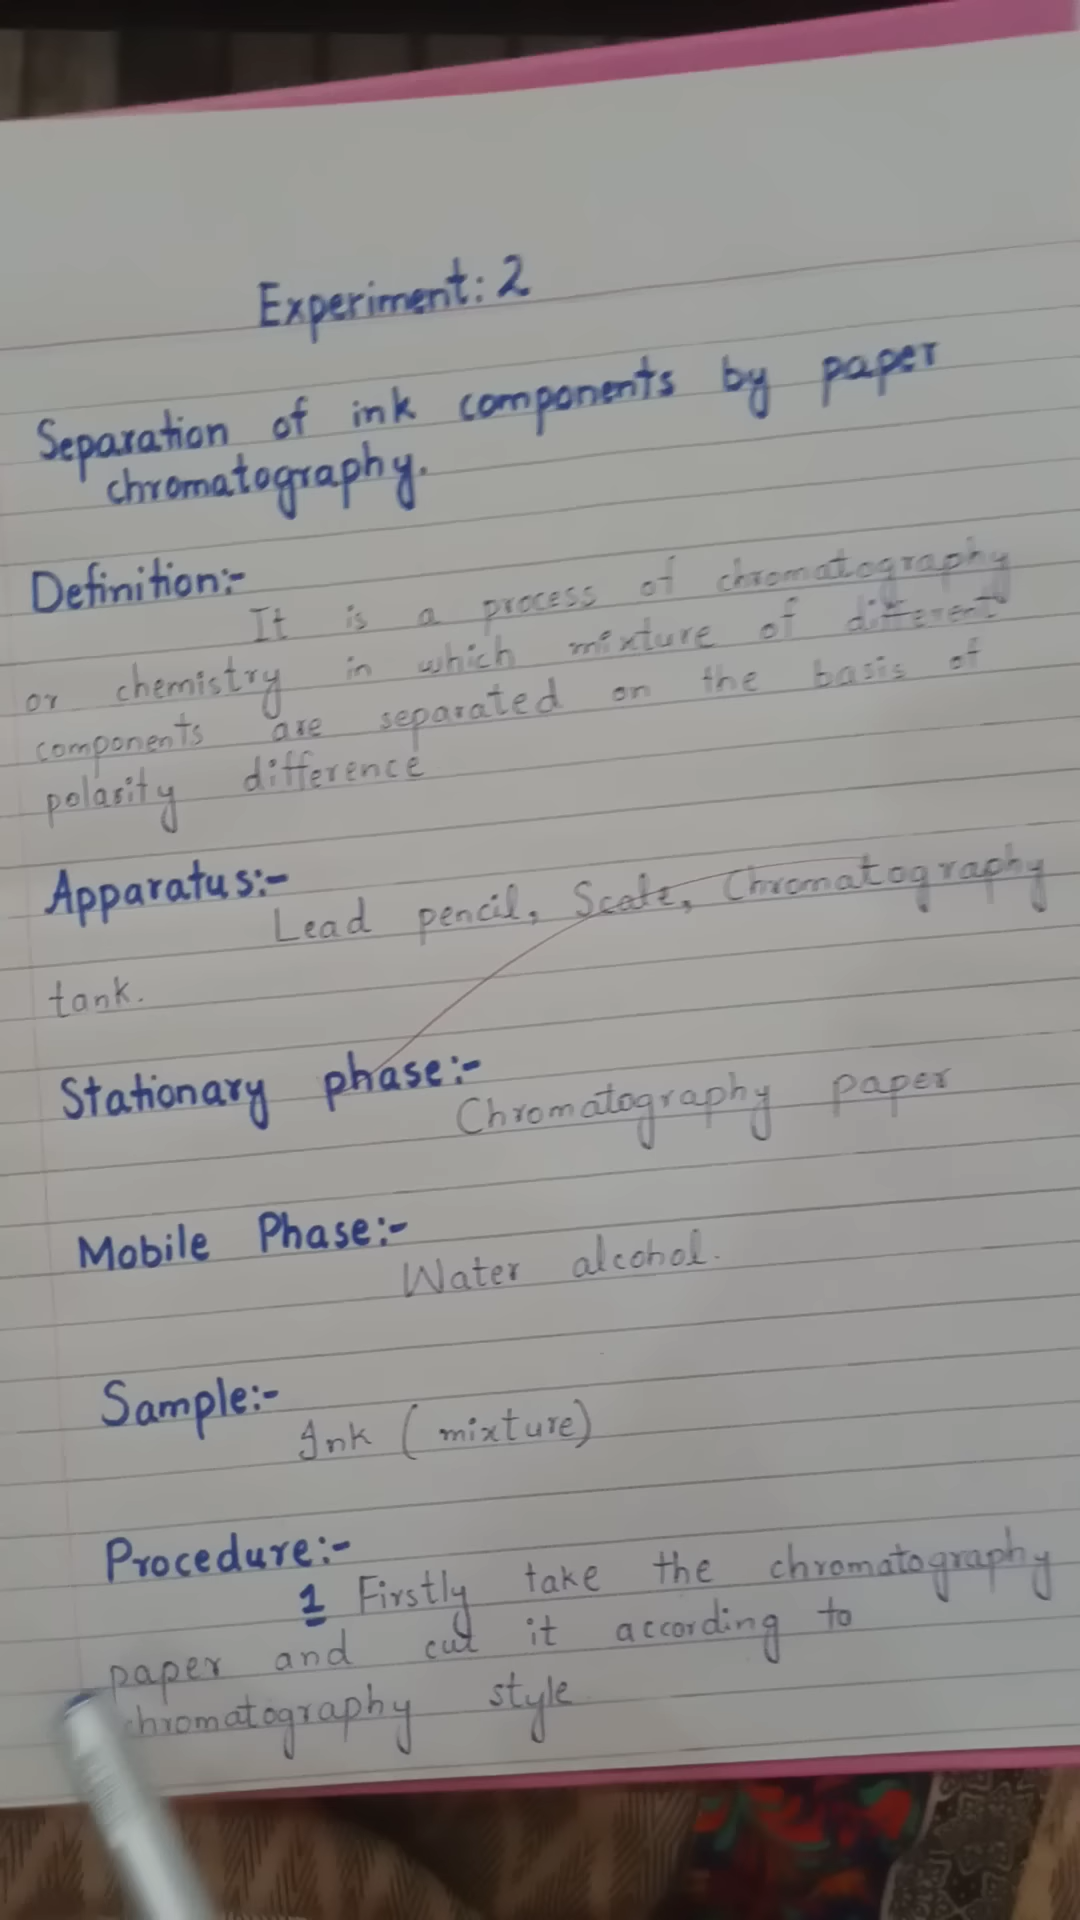 Experiment: 2
Separation of ink components by paper
chromatography.
Definition:-
It is a process of chromatography
or chemistry in which mixture of different
components are separated on the basis of
polarity difference
Apparatus:-
Lead pencil, Scale, Chromatography
tank.
Stationary phase:-
Chromatography paper
Mobile Phase:-
Water alcohol.
Sample:-
Ink (mixture)
Procedure:-
1 Firstly take the chromatography
paper and cut it according to
chromatography style